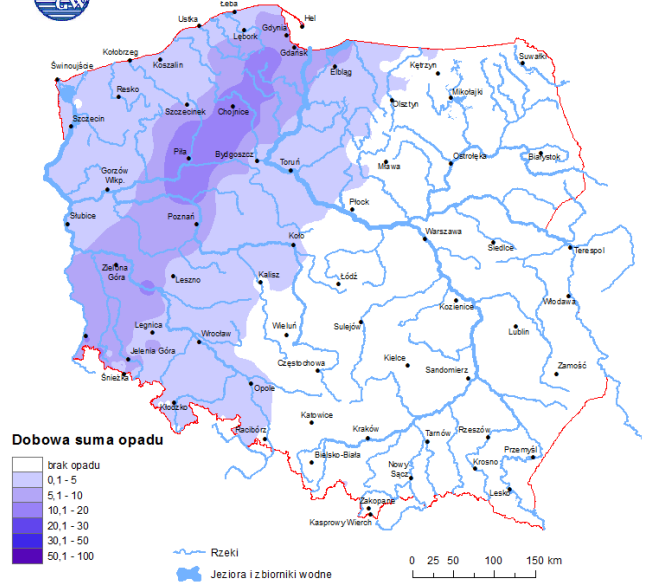 GW
Łeba
Hel
Ustka
Lębork
Gdynia
Gdańsk
Kołobrzeg
Koszalin
Świnoujście
Elbląg
Kętrzyn
Suwałki
Resko
Szczecinek
Chojnice
Olsztyn
Mikołajki
Szczecin
Piła
Bydgoszcz
Toruń
Mława
Ostrołęka
Białystok
Gorzów
Wlkp.
Płock
Słubice
Poznań
Koło
Warszawa
Siedlce
Terespol
Zielona
Góra
Leszno
Kalisz
Łódź
Kozienice
Włodawa
Legnica
Wrocław
Wieluń
Sulejów
Lublin
Jelenia Góra
Śnieżka
Częstochowa
Kielce
Sandomierz
Zamość
Opole
Kłodzko
Katowice
Racibórz
Kraków
Tarnów
Rzeszów
Przemyśl
Bielsko-Biała
Nowy
Sącz
Krosno
Lesko
Zakopane
Kasprowy Wierch
Dobowa suma opadu
brak opadu
0,1 - 5
5,1 - 10
10,1 - 20
20,1 - 30
30,1 - 50
50,1 - 100
Rzeki
Jeziora i zbiorniki wodne
0 25 50 100 150 km